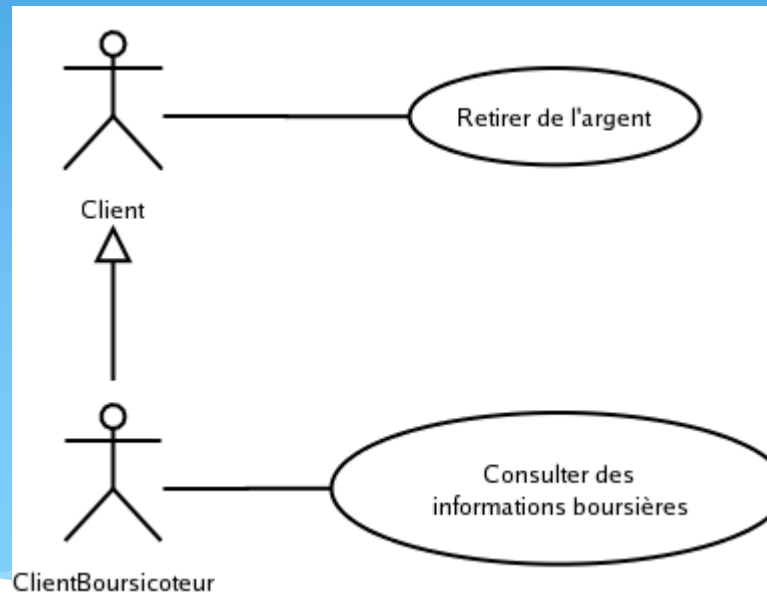 Retirer de l'argent
Client
Consulter des
informations boursières
ClientBoursicoteur